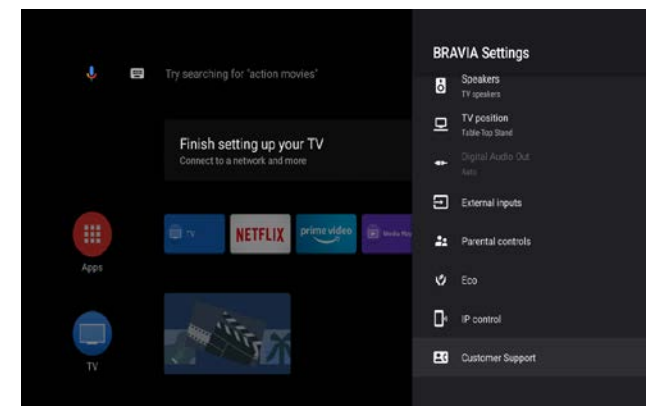 Try searching for "action movies"
Finish setting up your TV
Connect to a network and more
TV
NETFLIX
prime video
Apps
TV
BRAVIA Settings
Speakers
TV speakers
TV position
Table-Top Stand
Digital Audio Out
Auto
External inputs
Parental controls
Eco
IP control
Customer Support